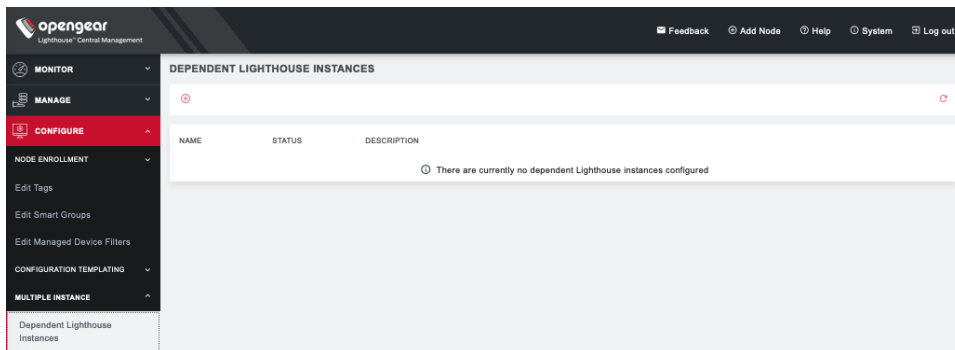 opengear
Lighthouse™ Central Management
Feedback
Add Node
Help
System
Log out
MONITOR
MANAGE
CONFIGURE
NODE ENROLLMENT
Edit Tags
Edit Smart Groups
Edit Managed Device Filters
CONFIGURATION TEMPLATING
MULTIPLE INSTANCE
Dependent Lighthouse
Instances
DEPENDENT LIGHTHOUSE INSTANCES
NAME STATUS DESCRIPTION
There are currently no dependent Lighthouse instances configured